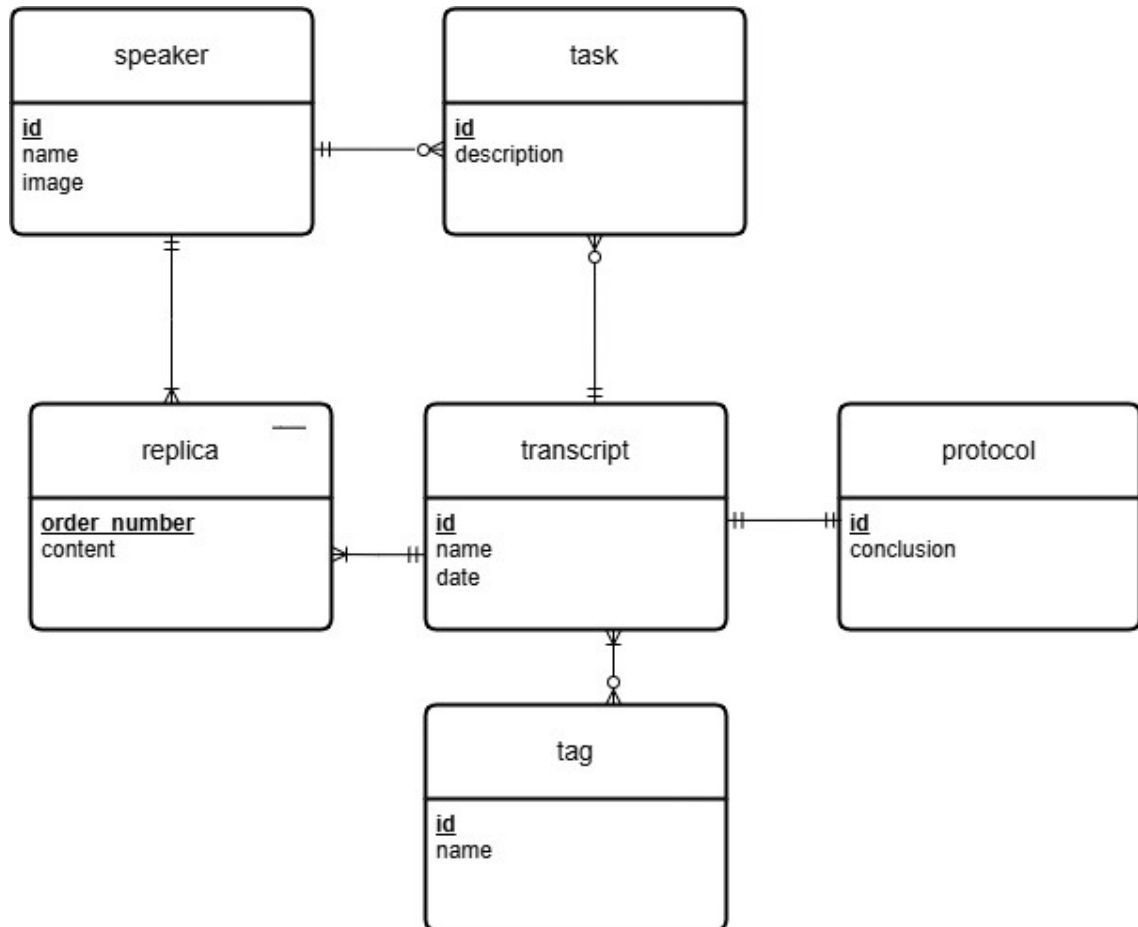 speaker
id
name
image
task
id
description
replica
order_number
content
transcript
id
name
date
protocol
id
conclusion
tag
id
name